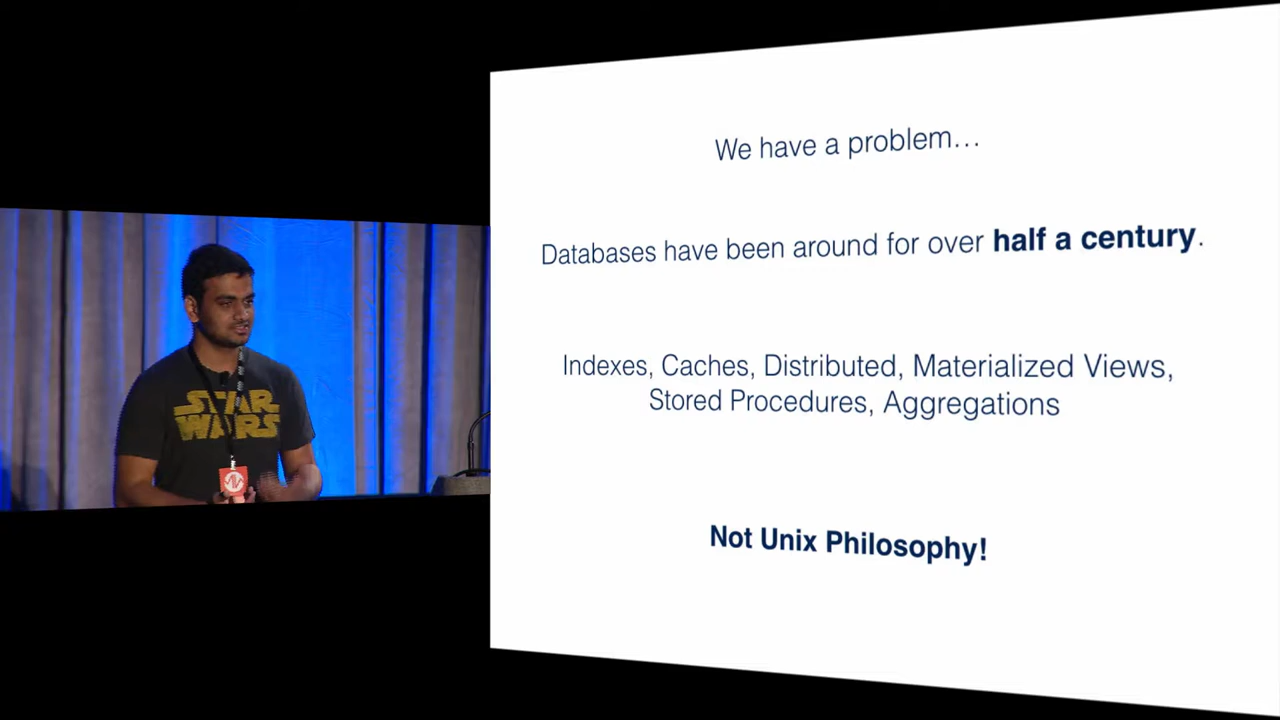 We have a problem…
Databases have been around for over half a century.
Indexes, Caches, Distributed, Materialized Views,
Stored Procedures, Aggregations
Not Unix Philosophy!
STAR
WARS